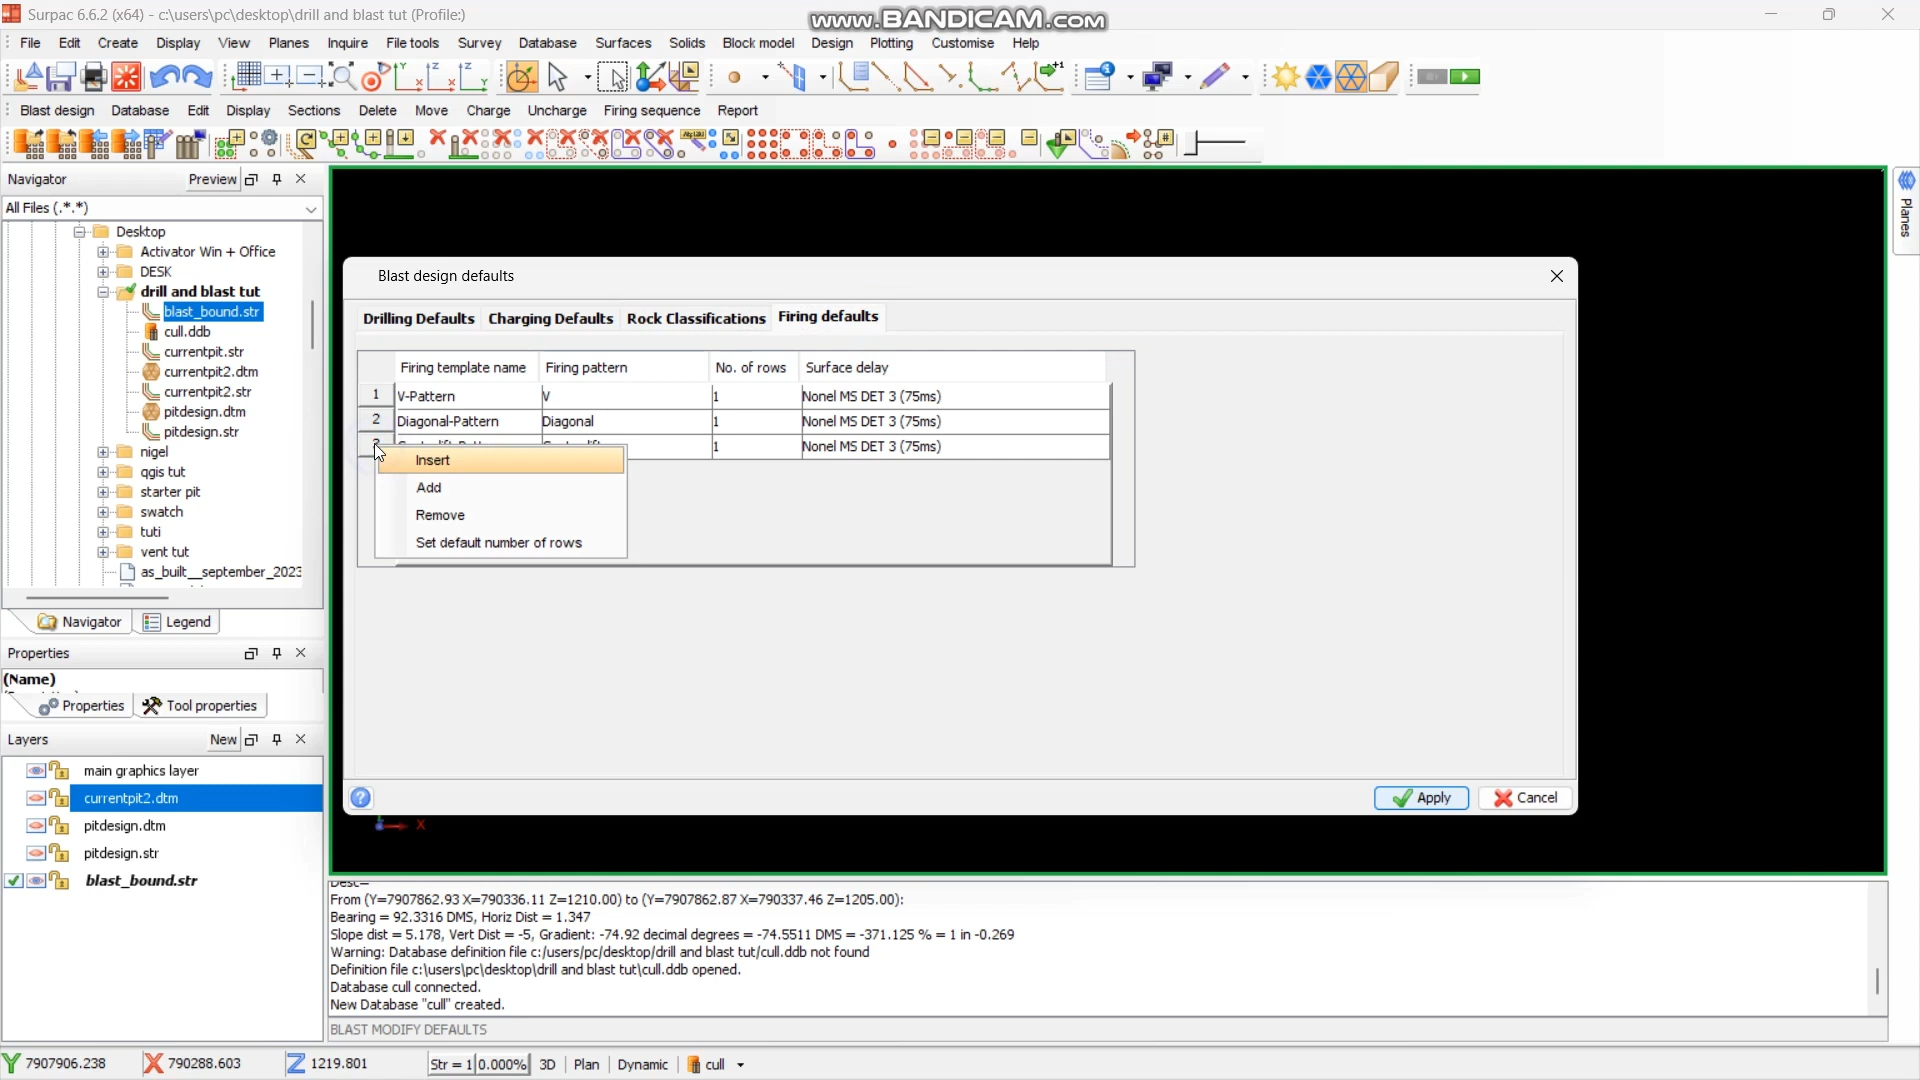 Surpac 6.6.2 (x64) - c:\users\pc\desktop\drill and blast tut (Profile:)
www.BANDICAM.com
File Edit Create Display View Planes Inquire File tools Survey Database Surfaces Solids Block model Design Plotting Customise Help
Blast design Database Edit Display Sections Delete Move Charge Uncharge Firing sequence Report
Navigator Preview
All Files (.*.*)
Desktop
Activator Win + Office
DESK
drill and blast tut
blast_bound.str
cull.ddb
currentpit.str
currentpit2.dtm
currentpit2.str
pitdesign.dtm
pitdesign.str
nigel
qgis tut
starter pit
swatch
tuti
vent tut
as_built__september_2023
Navigator Legend
Properties
(Name)
Properties Tool properties
Layers New
main graphics layer
currentpit2.dtm
pitdesign.dtm
pitdesign.str
blast_bound.str
Planes
Blast design defaults
Drilling Defaults Charging Defaults Rock Classifications Firing defaults
Firing template name Firing pattern No. of rows Surface delay
1 V-Pattern V 1 Nonel MS DET 3 (75ms)
2 Diagonal-Pattern Diagonal 1 Nonel MS DET 3 (75ms)
1 Nonel MS DET 3 (75ms)
Insert
Add
Remove
Set default number of rows
Apply Cancel
X
From (Y=7907862.93 X=790336.11 Z=1210.00) to (Y=7907862.87 X=790337.46 Z=1205.00):
Bearing = 92.3316 DMS, Horiz Dist = 1.347
Slope dist = 5.178, Vert Dist = -5, Gradient: -74.92 decimal degrees = -74.5511 DMS = -371.125 % = 1 in -0.269
Warning: Database definition file c:/users/pc/desktop/drill and blast tut/cull.ddb not found
Definition file c:\users\pc\desktop\drill and blast tut\cull.ddb opened.
Database cull connected.
New Database "cull" created.
BLAST MODIFY DEFAULTS
Y 7907906.238 X 790288.603 Z 1219.801 Str = 1 0.000% 3D Plan Dynamic cull